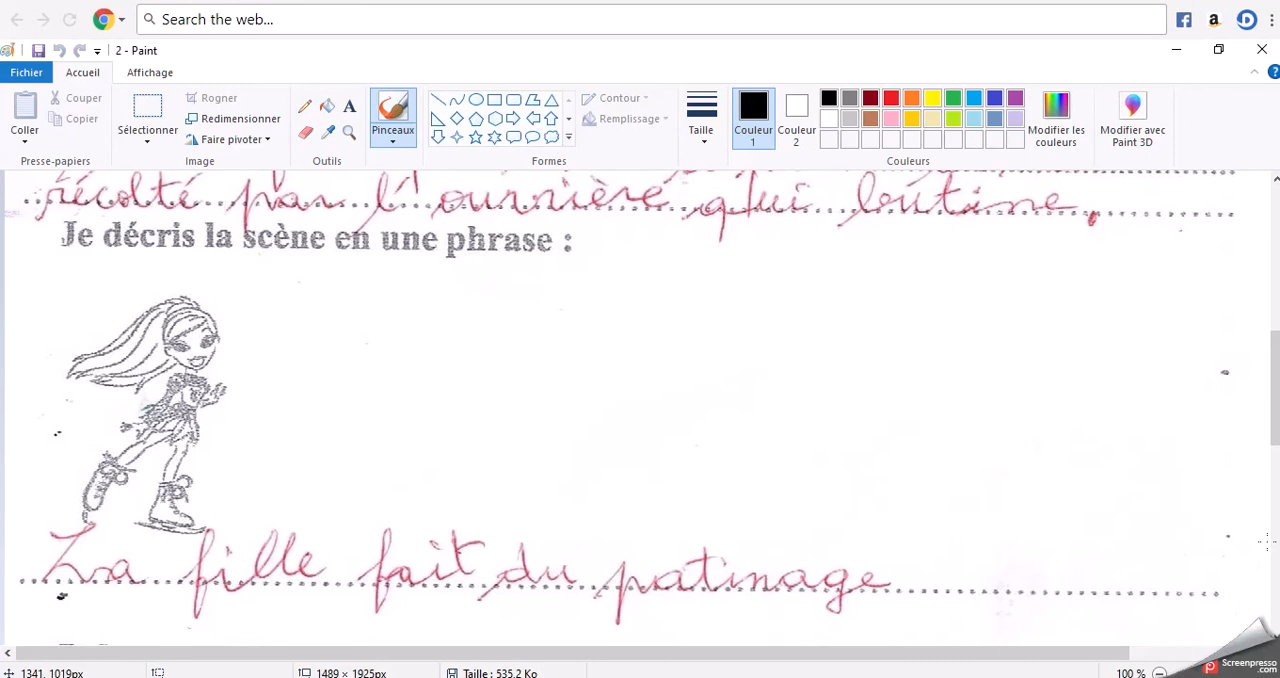 Search the web...
2 - Paint
Fichier Accueil Affichage
Coller Couper Copier Presse-papiers
Sélectionner Rogner Redimensionner Faire pivoter Image
A Outils
Pinceaux
Contour Remplissage Formes
Taille
Couleur 1 Couleur 2 Modifier les couleurs Couleurs
Modifier avec Paint 3D
récolté par l'ouvrière qui butine.
Je décris la scène en une phrase :
La fille fait du patinage
1341, 1019px 1489 × 1925px Taille : 535,2 Ko 100 %
Screenpresso.com